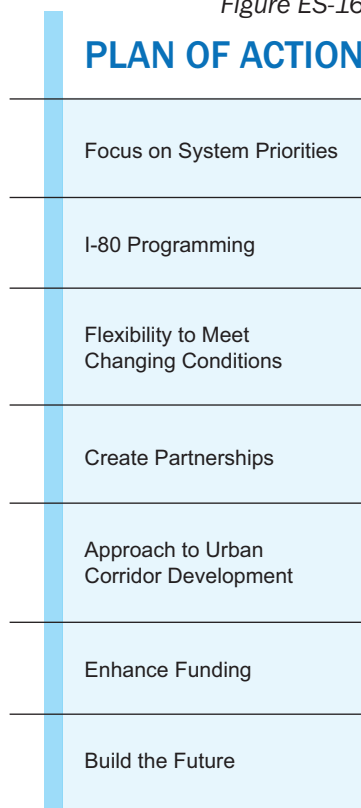 Figure ES-16
PLAN OF ACTION
Focus on System Priorities
I-80 Programming
Flexibility to Meet
Changing Conditions
Create Partnerships
Approach to Urban
Corridor Development
Enhance Funding
Build the Future